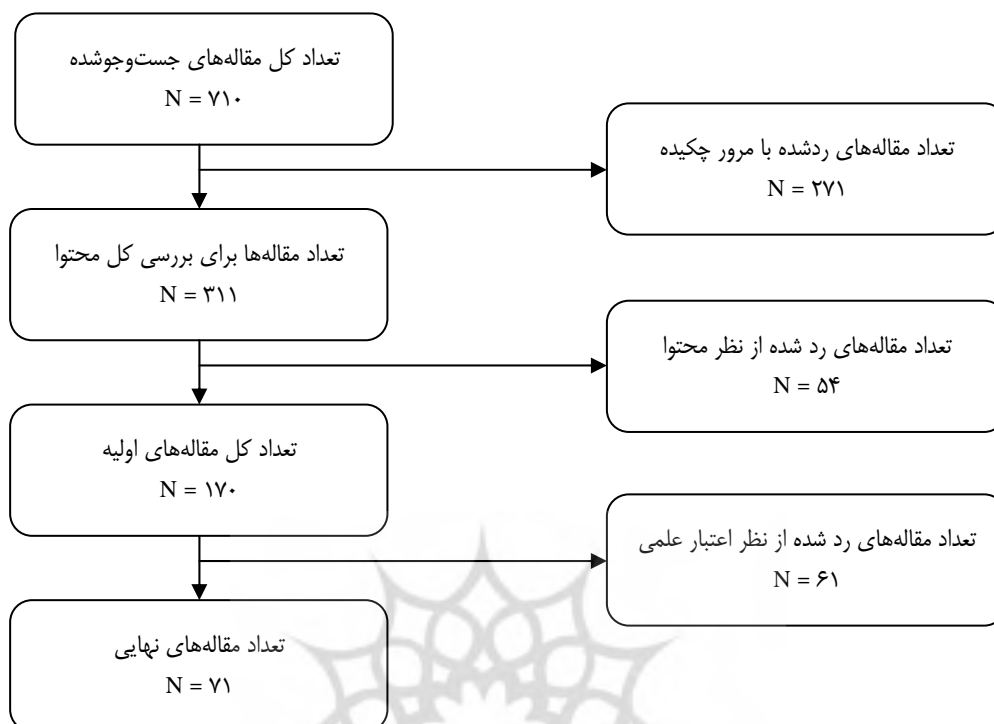 تعداد کل مقاله‌های جست‌وجوشده
N = ۷۱۰
تعداد مقاله‌های ردشده با مرور چکیده
N = ۲۷۱
تعداد مقاله‌ها برای بررسی کل محتوا
N = ۳۱۱
تعداد مقاله‌های رد شده از نظر محتوا
N = ۵۴
تعداد کل مقاله‌های اولیه
N = ۱۷۰
تعداد مقاله‌های رد شده از نظر اعتبار علمی
N = ۶۱
تعداد مقاله‌های نهایی
N = ۷۱